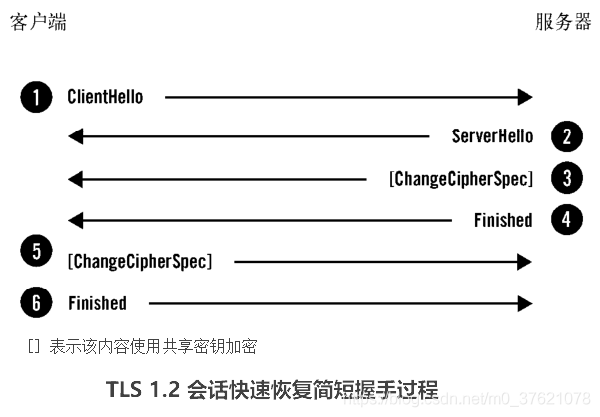 客户端 服务器
1 ClientHello
ServerHello 2
[ChangeCipherSpec] 3
Finished 4
5 [ChangeCipherSpec]
6 Finished
[] 表示该内容使用共享密钥加密
TLS 1.2 会话快速恢复简短握手过程
https://blog.csdn.net/m0_37621078